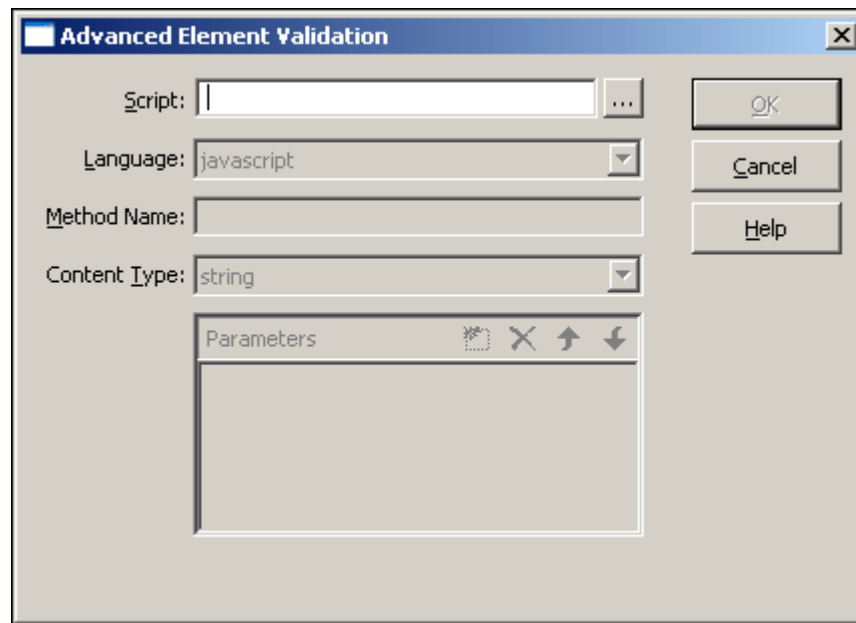 Advanced Element Validation
Script: ...
OK
Language: javascript
Cancel
Method Name:
Help
Content Type: string
Parameters